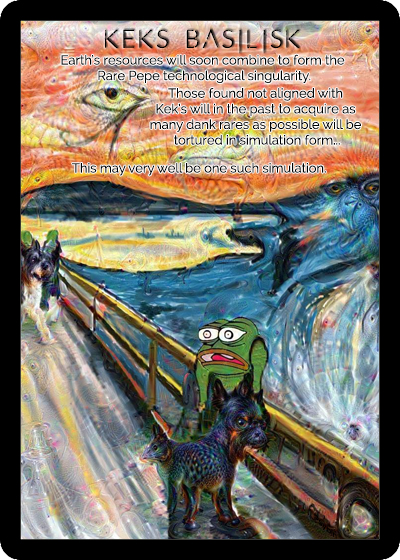 KEKS BASILISK
Earth's resources will soon combine to form the
Rare Pepe technological singularity.
Those found not aligned with
Kek's will in the past to acquire as
many dank rares as possible will be
tortured in simulation form...
This may very well be one such simulation.